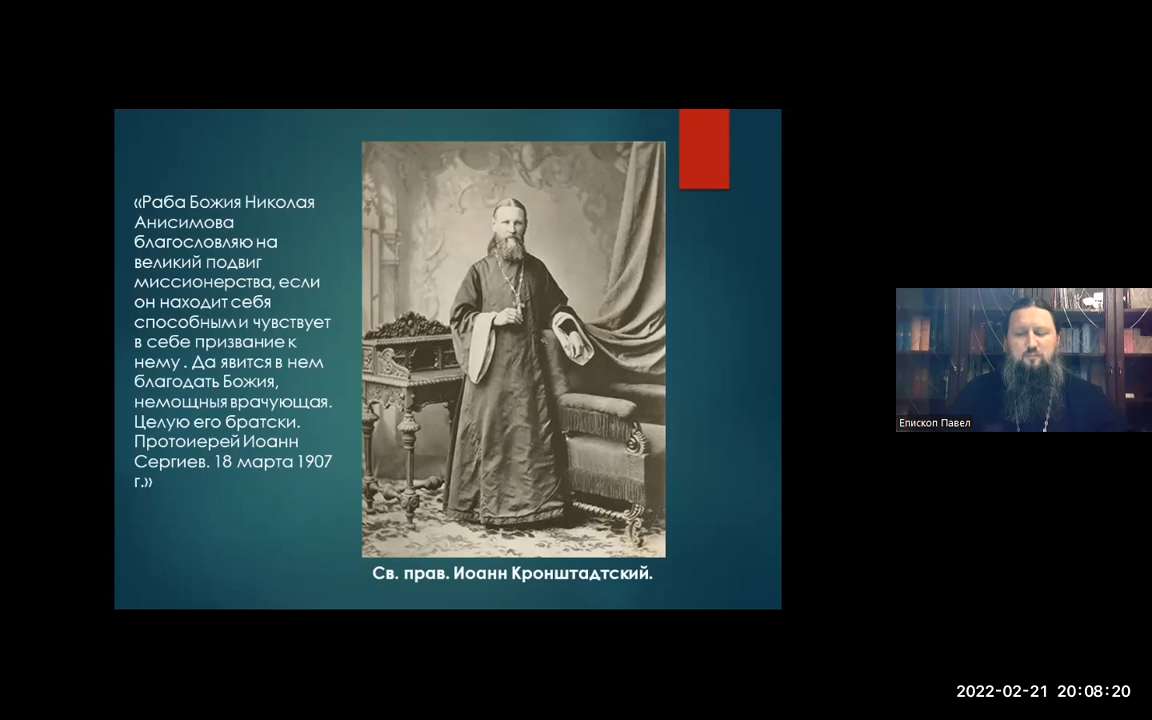 «Раба Божия Николая
Анисимова
благословляю на
великий подвиг
миссионерства, если
он находит себя
способным и чувствует
в себе призвание к
нему . Да явится в нем
благодать Божия,
немощныя врачующая.
Целую его братски.
Протоиерей Иоанн
Сергиев. 18 марта 1907
г.»
Св. прав. Иоанн Кронштадтский.
Епископ Павел
2022-02-21 20:08:20